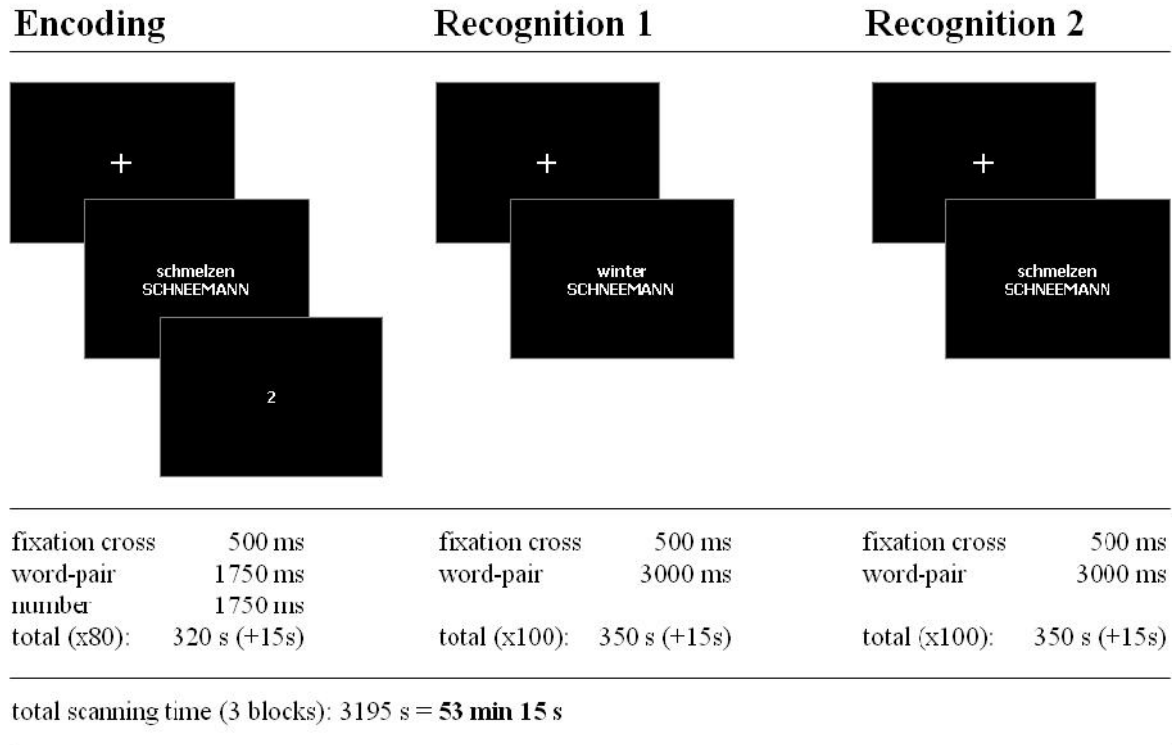 Encoding Recognition 1 Recognition 2
+ + +
schmelzen
SCHNEEMANN
winter
SCHNEEMANN
schmelzen
SCHNEEMANN
2
fixation cross 500 ms fixation cross 500 ms fixation cross 500 ms
word-pair 1750 ms word-pair 3000 ms word-pair 3000 ms
number 1750 ms
total (x80): 320 s (+15s) total (x100): 350 s (+15s) total (x100): 350 s (+15s)
total scanning time (3 blocks): 3195 s = 53 min 15 s